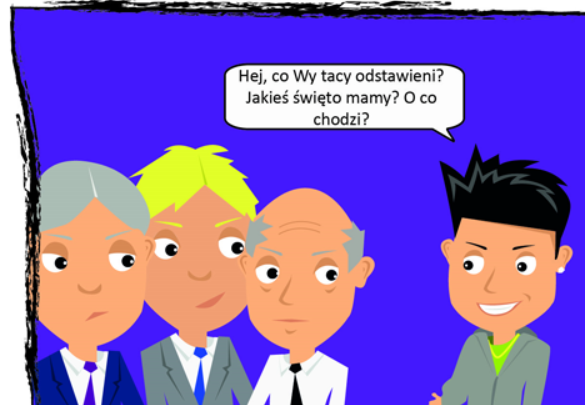 Hej, co Wy tacy odstawieni?
Jakieś święto mamy? O co
chodzi?